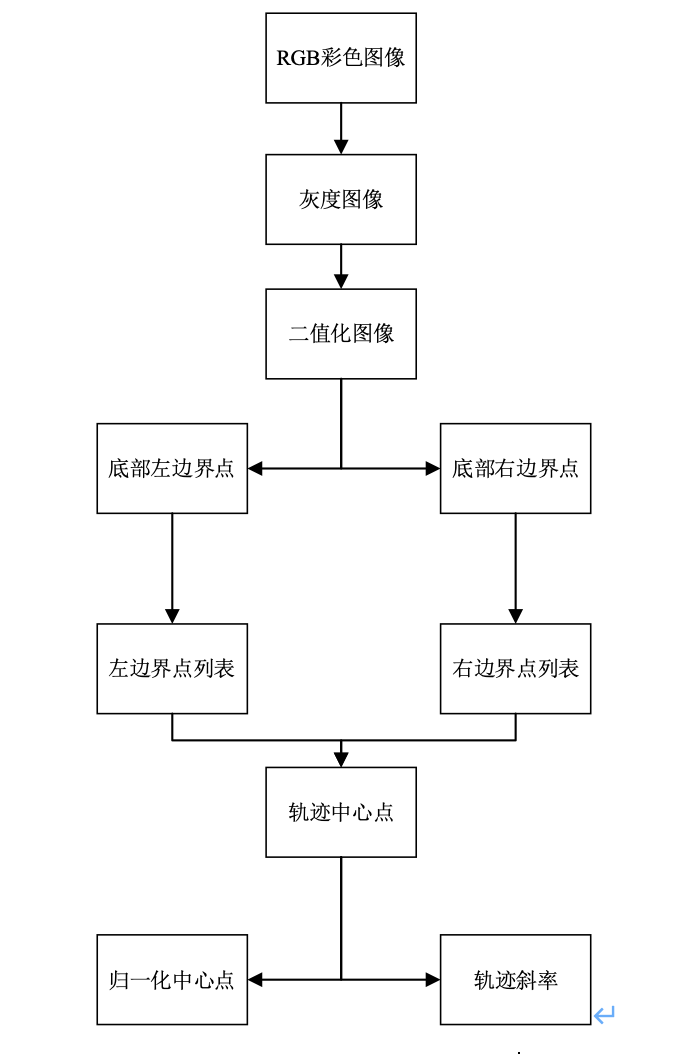 RGB彩色图像
灰度图像
二值化图像
底部左边界点
底部右边界点
左边界点列表
右边界点列表
轨迹中心点
归一化中心点
轨迹斜率